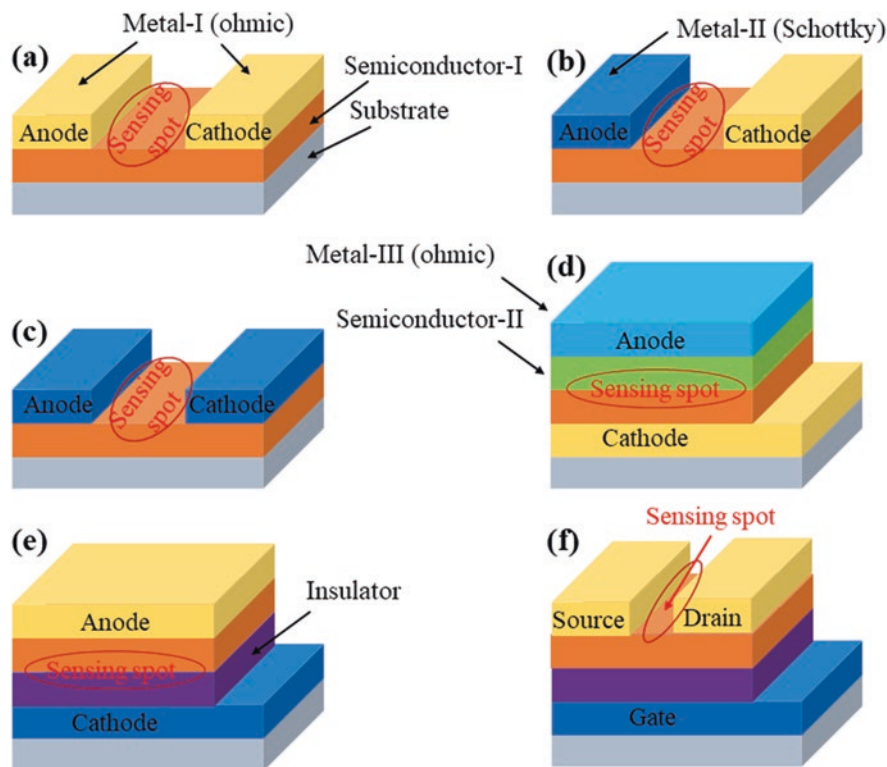 Metal-I (ohmic)
(a)
Semiconductor-I
Substrate
Anode
Sensing
spot
Cathode
Metal-II (Schottky)
(b)
Anode
Sensing
spot
Cathode
(c)
Anode
Sensing
spot
Cathode
Metal-III (ohmic)
(d)
Semiconductor-II
Anode
Sensing spot
Cathode
(e)
Insulator
Anode
Sensing spot
Cathode
Sensing spot
(f)
Source
Drain
Gate